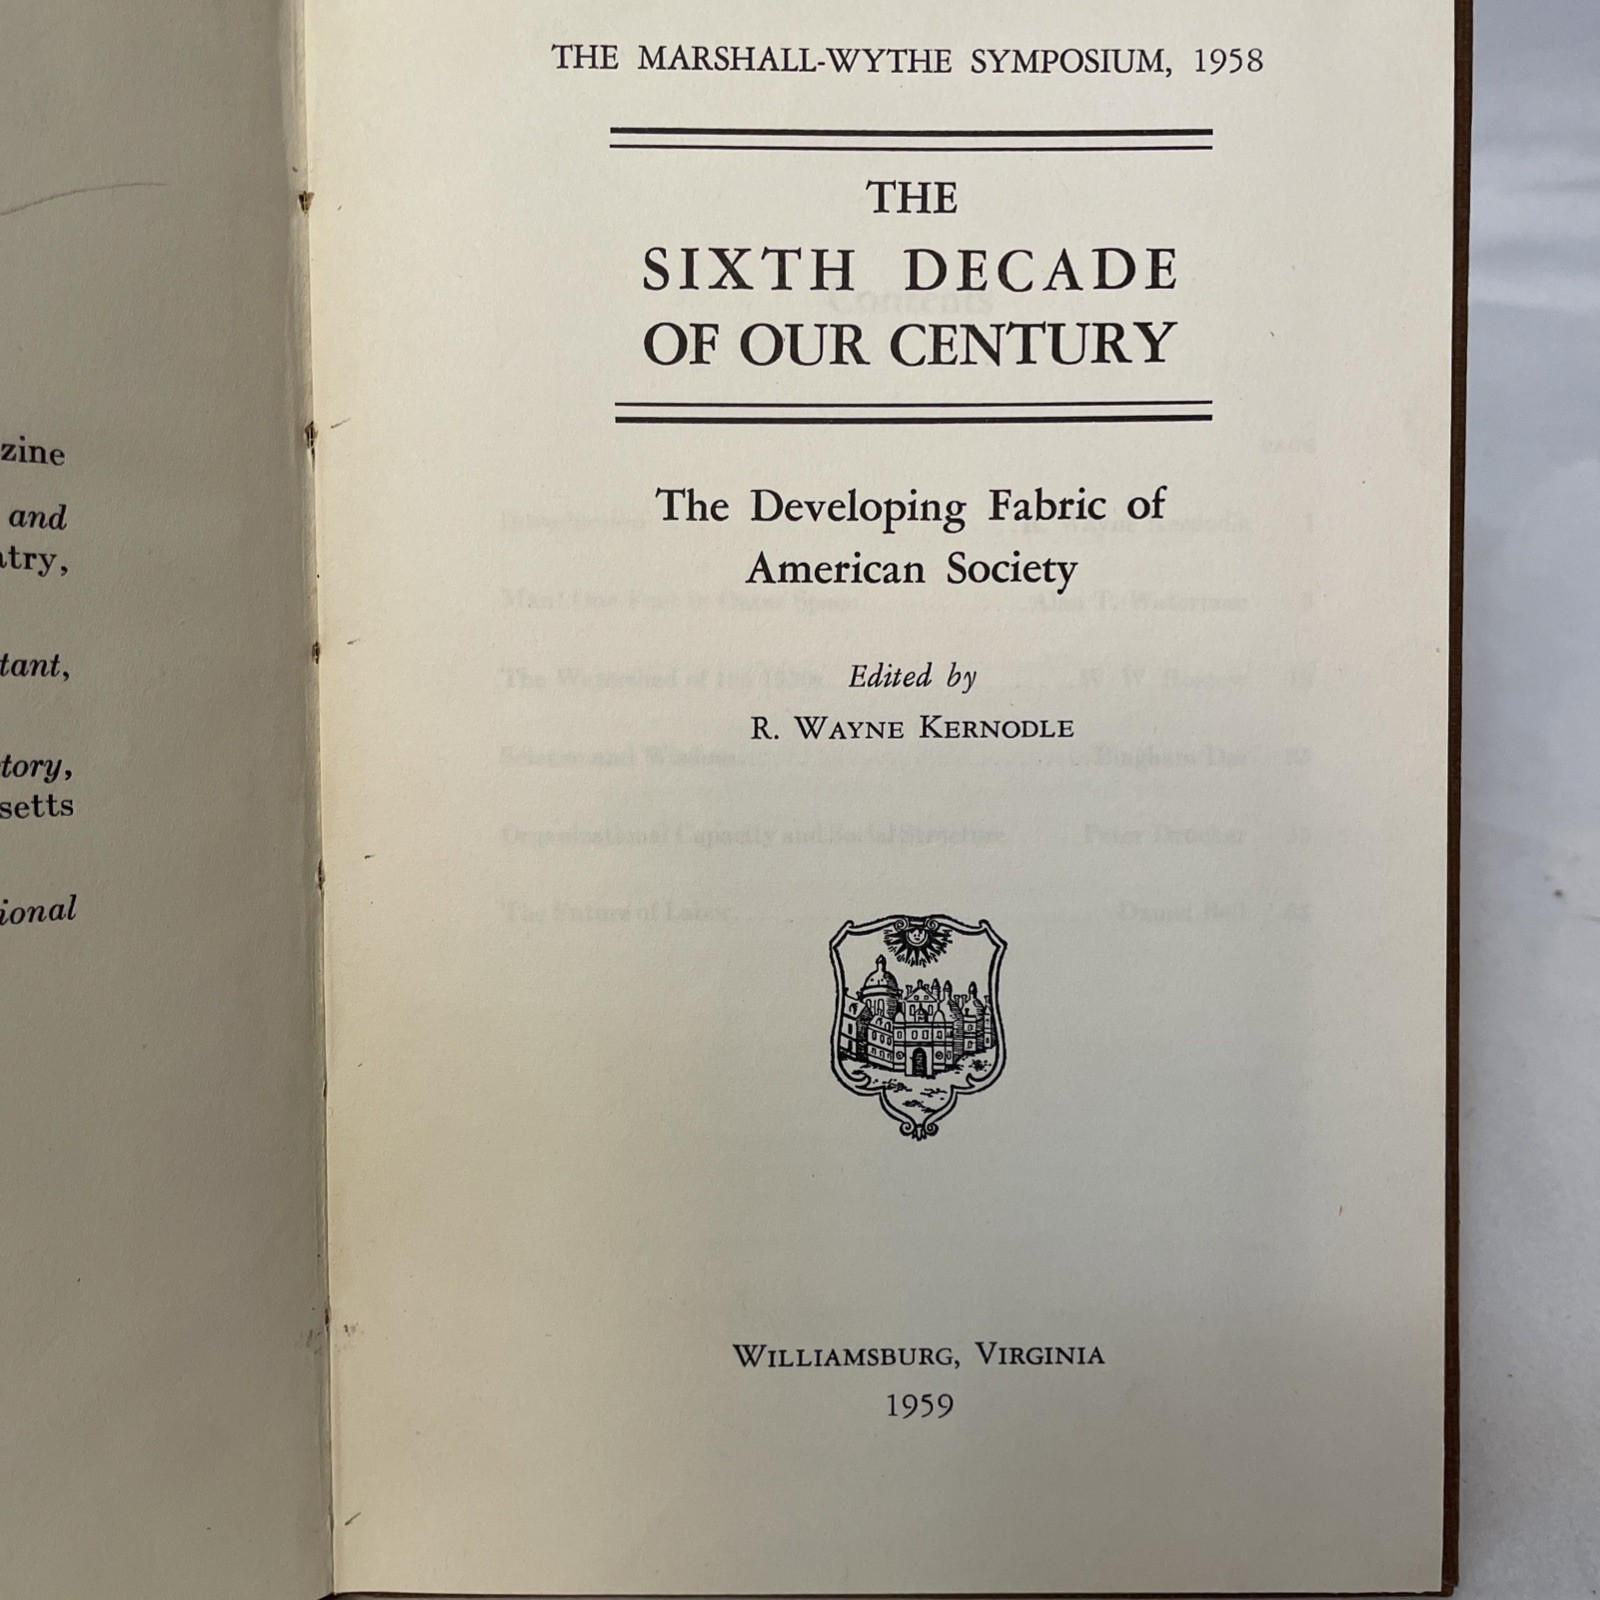 zine
and
try,
tant,
tory,
setts
ional
THE MARSHALL-WYTHE SYMPOSIUM, 1958
THE
SIXTH DECADE
OF OUR CENTURY
The Developing Fabric of
American Society
Edited by
R. WAYNE KERNODLE
WILLIAMSBURG, VIRGINIA
1959